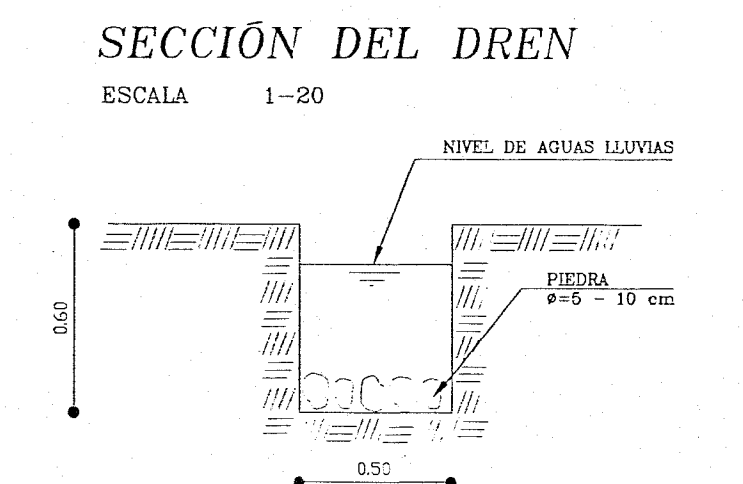 SECCIÓN DEL DREN
ESCALA 1-20
NIVEL DE AGUAS LLUVIAS
PIEDRA
ø=5 - 10 cm
0.60
0.50